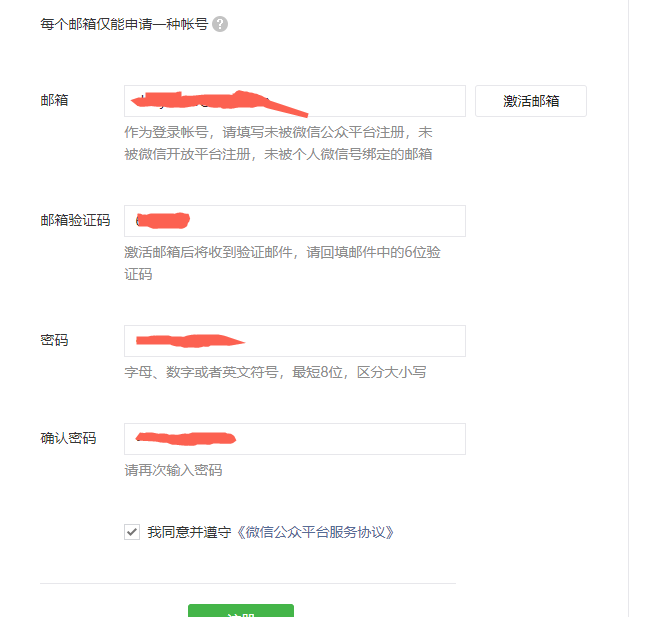 每个邮箱仅能申请一种帐号
邮箱
激活邮箱
作为登录帐号，请填写未被微信公众平台注册，未
被微信开放平台注册，未被个人微信号绑定的邮箱
邮箱验证码
激活邮箱后将收到验证邮件，请回填邮件中的6位验
证码
密码
字母、数字或者英文符号，最短8位，区分大小写
确认密码
请再次输入密码
我同意并遵守《微信公众平台服务协议》